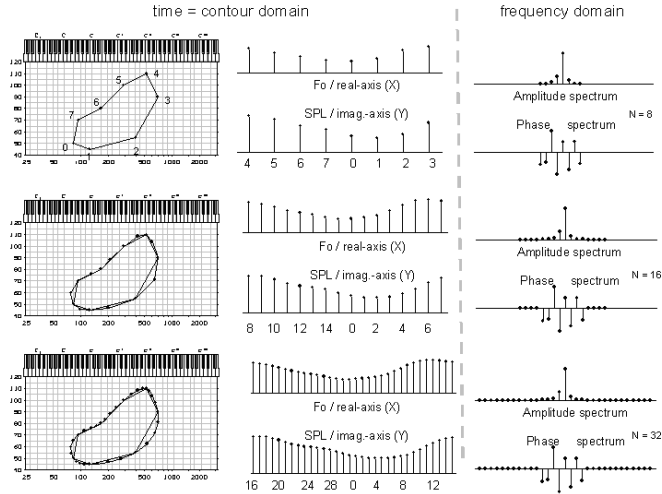 time = contour domain
frequency domain
120
110
100
90
80
70
60
50
40
25 50 100 200 500 1000 2000
0 1 2 3 4 5 6 7
Fo / real-axis (X)
SPL / imag.-axis (Y)
4 5 6 7 0 1 2 3
Amplitude spectrum
N = 8
Phase spectrum
120
110
100
90
80
70
60
50
40
25 50 100 200 500 1000 2000
Fo / real-axis (X)
SPL / imag.-axis (Y)
8 10 12 14 0 2 4 6
Amplitude spectrum
N = 16
Phase spectrum
120
110
100
90
80
70
60
50
40
25 50 100 200 500 1000 2000
Fo / real-axis (X)
SPL / imag.-axis (Y)
16 20 24 28 0 4 8 12
Amplitude spectrum
Phase spectrum
N = 32